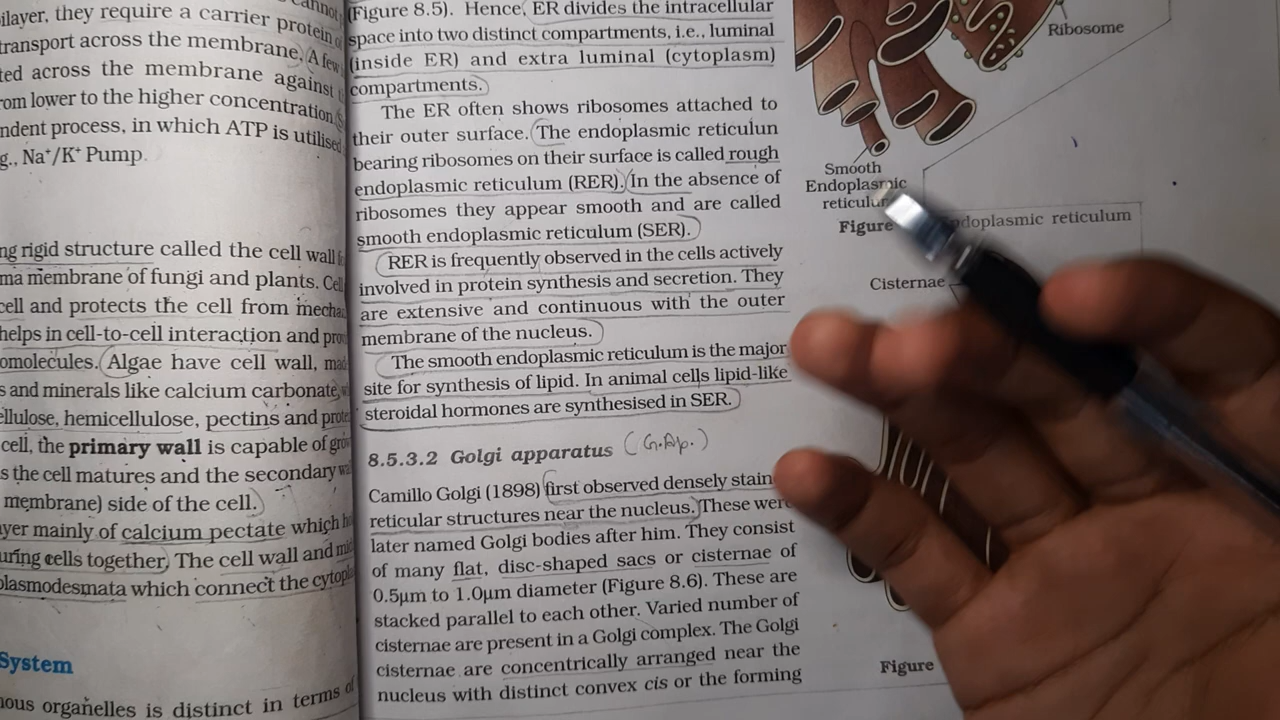 ilayer, they require a carrier protein
transport across the membrane. A few
ted across the membrane against
rom lower to the higher concentration
ndent process, in which ATP is utilised
g., Na⁺/K⁺ Pump.
ng rigid structure called the cell wall
ma membrane of fungi and plants.
cell and protects the cell from
helps in cell-to-cell interaction and
omolecules. Algae have cell wall,
s and minerals like calcium carbonate,
ellulose, hemicellulose, pectins and
cell, the primary wall is capable of
s the cell matures and the secondary
membrane) side of the cell.
ayer mainly of calcium pectate which
uring cells together. The cell wall and
plasmodesmata which connect the
System
ous organelles is distinct in terms of
(Figure 8.5). Hence, ER divides the intracellular
space into two distinct compartments, i.e., luminal
(inside ER) and extra luminal (cytoplasm)
compartments.
The ER often shows ribosomes attached to
their outer surface. The endoplasmic reticulun
bearing ribosomes on their surface is called rough
endoplasmic reticulum (RER). In the absence of
ribosomes they appear smooth and are called
smooth endoplasmic reticulum (SER).
RER is frequently observed in the cells actively
involved in protein synthesis and secretion. They
are extensive and continuous with the outer
membrane of the nucleus.
The smooth endoplasmic reticulum is the major
site for synthesis of lipid. In animal cells lipid-like
steroidal hormones are synthesised in SER.
8.5.3.2 Golgi apparatus (G.Ap.)
Camillo Golgi (1898) first observed densely stain
reticular structures near the nucleus. These were
later named Golgi bodies after him. They consist
of many flat, disc-shaped sacs or cisternae of
0.5µm to 1.0µm diameter (Figure 8.6). These are
stacked parallel to each other. Varied number of
cisternae are present in a Golgi complex. The Golgi
cisternae are concentrically arranged near the
nucleus with distinct convex cis or the forming
Ribosome
Smooth
Endoplasmic
reticulum
Figure
ndoplasmic reticulum
Cisternae
Figure